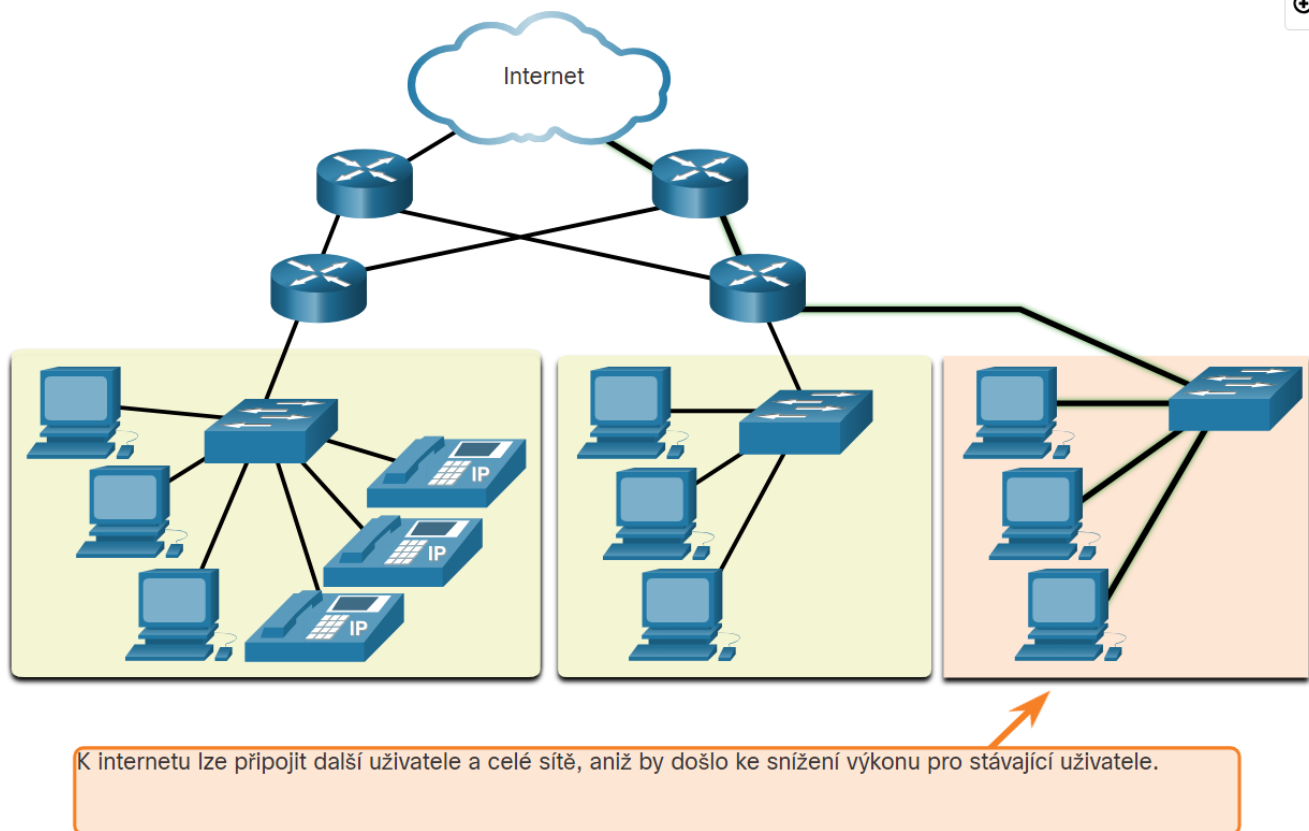 Internet
IP
IP
IP
K internetu lze připojit další uživatele a celé sítě, aniž by došlo ke snížení výkonu pro stávající uživatele.